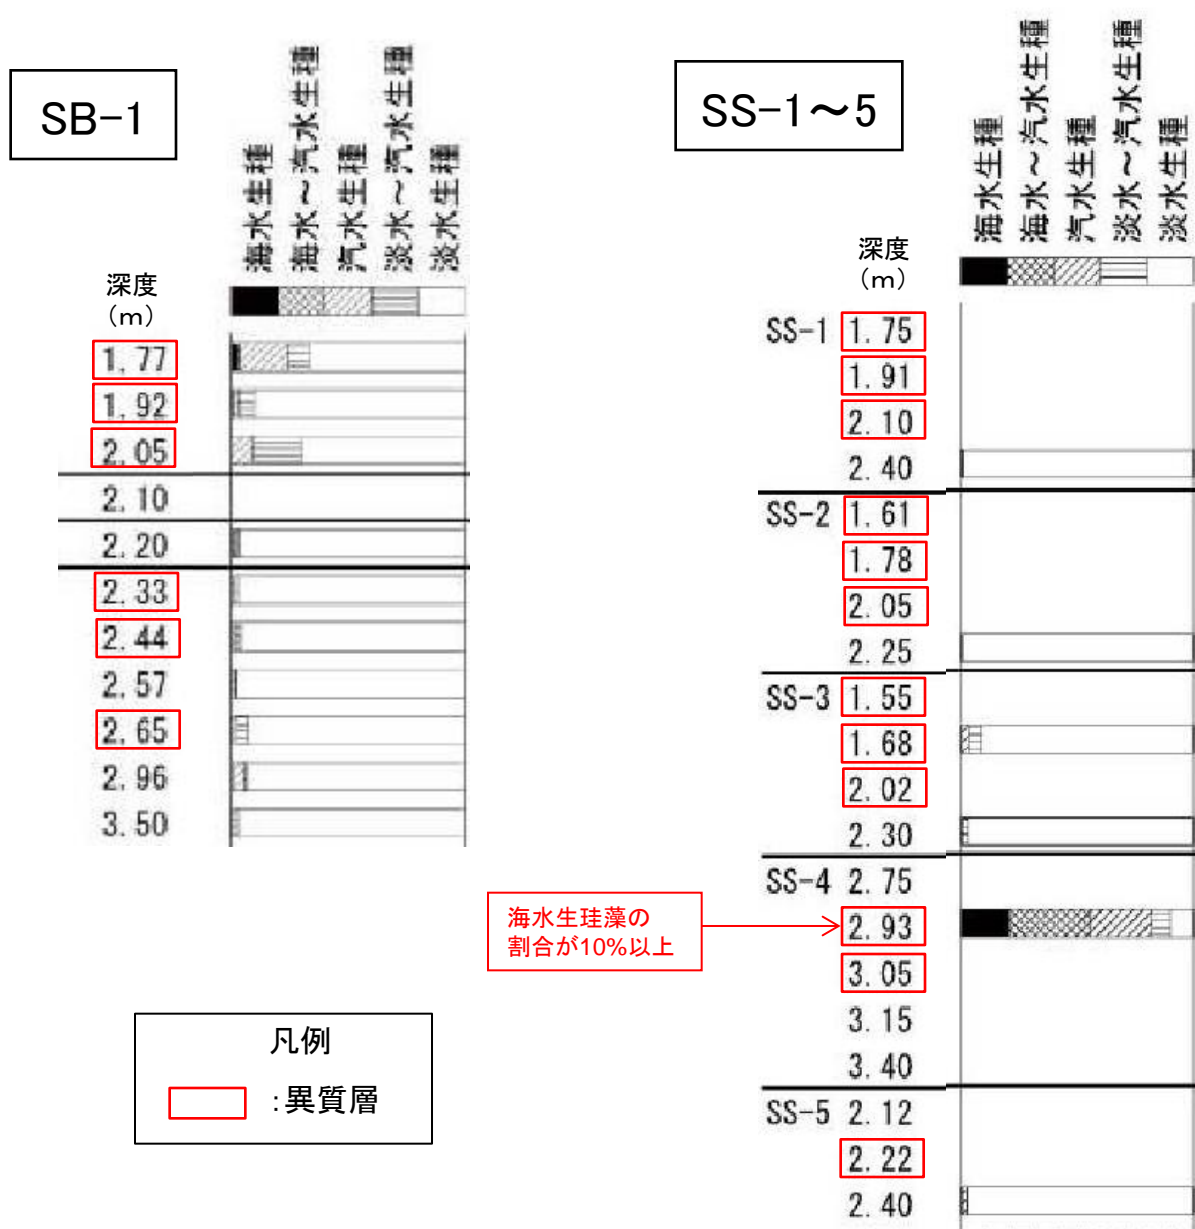 SB-1
海水生種
海水～汽水生種
汽水生種
淡水～汽水生種
淡水生種
深度
（m）
1.77
1.92
2.05
2.10
2.20
2.33
2.44
2.57
2.65
2.96
3.50
凡例
:異質層
SS-1～5
海水生種
海水～汽水生種
汽水生種
淡水～汽水生種
淡水生種
深度
（m）
SS-1 1.75
1.91
2.10
2.40
SS-2 1.61
1.78
2.05
2.25
SS-3 1.55
1.68
2.02
2.30
SS-4 2.75
海水生珪藻の
割合が10%以上
2.93
3.05
3.15
3.40
SS-5 2.12
2.22
2.40